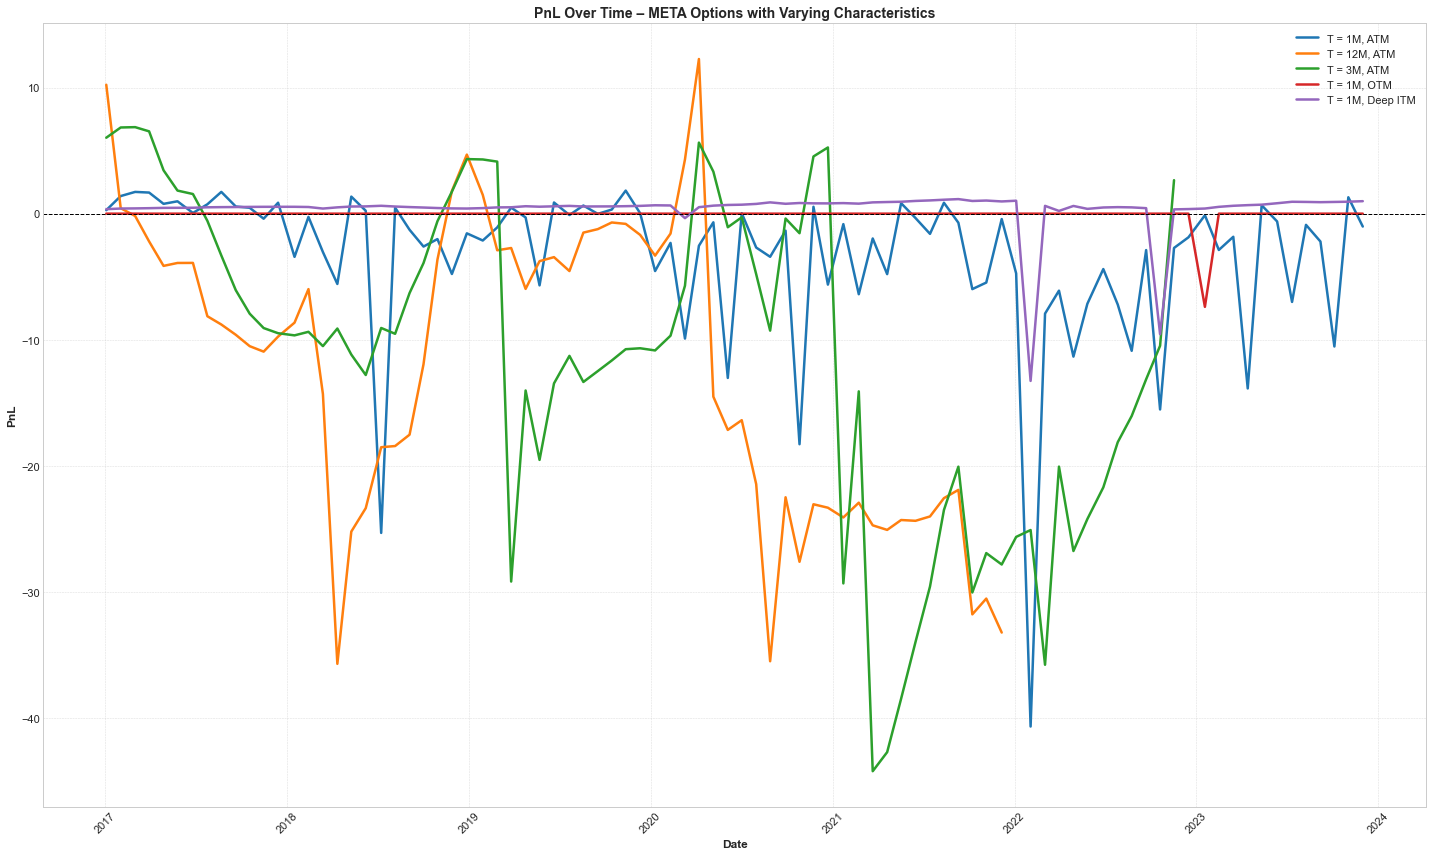 PnL Over Time – META Options with Varying Characteristics
T = 1M, ATM
T = 12M, ATM
T = 3M, ATM
T = 1M, OTM
T = 1M, Deep ITM
10
0
−10
−20
−30
−40
PnL
2017
2018
2019
2020
2021
2022
2023
2024
Date